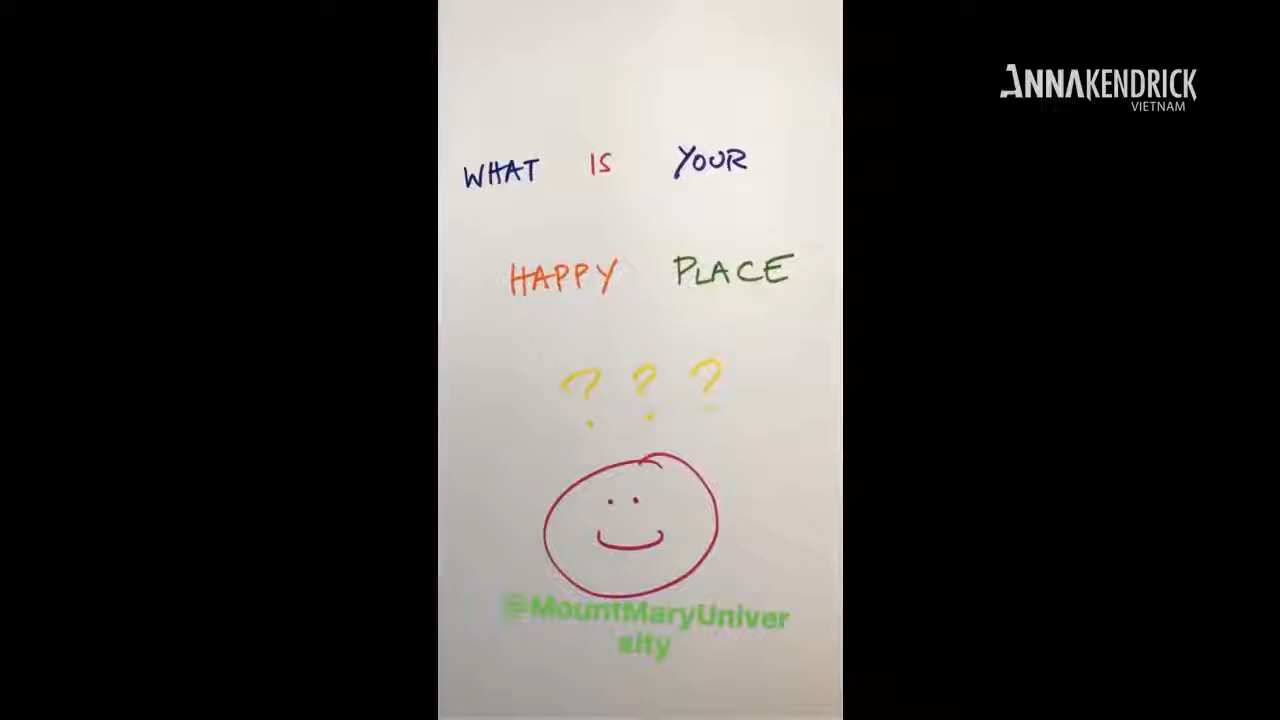 ANNAKENDRICK
VIETNAM
WHAT IS YOUR
HAPPY PLACE
? ? ?
@MountMaryUniver
sity